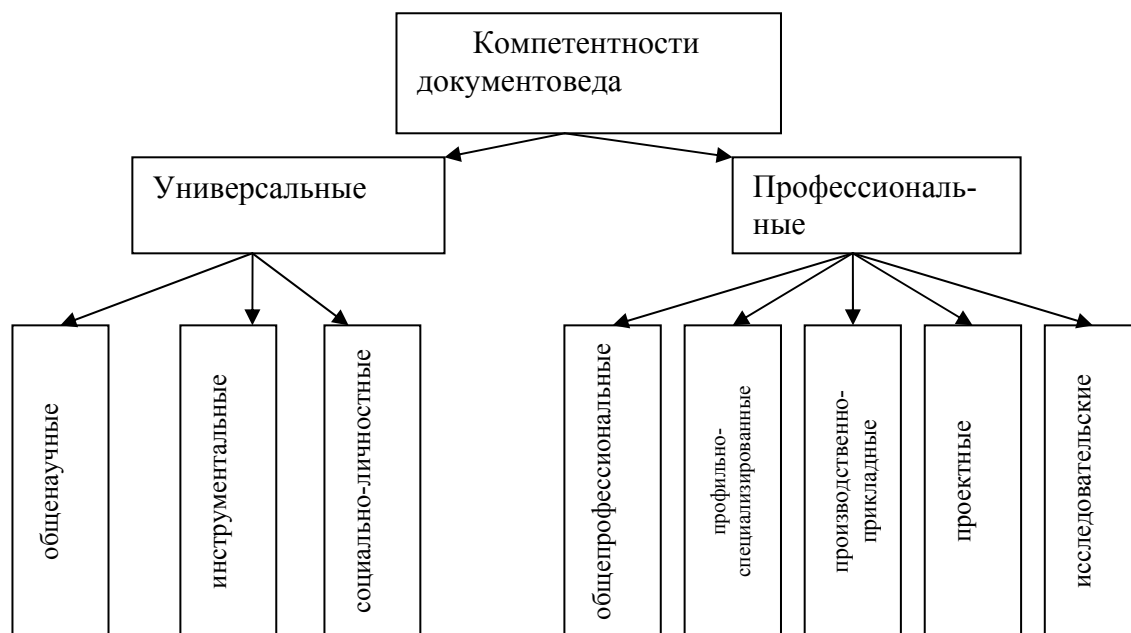 Компетентности
документоведа
Универсальные
Профессиональ-
ные
общенаучные
инструментальные
социально-личностные
общепрофессиональные
профильно-
специализированные
производственно-
прикладные
проектные
исследовательские